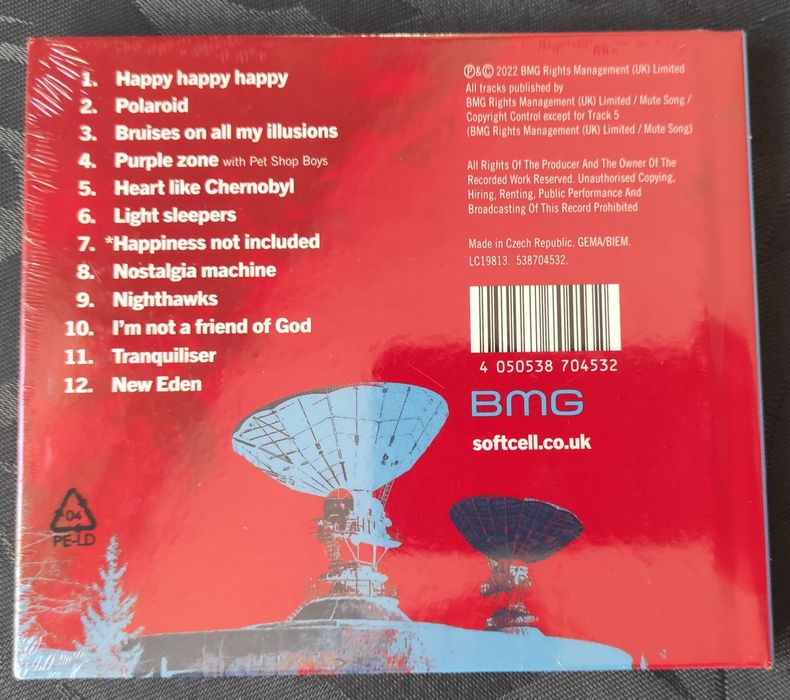 1. Happy happy happy
2. Polaroid
3. Bruises on all my illusions
4. Purple zone with Pet Shop Boys
5. Heart like Chernobyl
6. Light sleepers
7. *Happiness not included
8. Nostalgia machine
9. Nighthawks
10. I'm not a friend of God
11. Tranquiliser
12. New Eden
℗&© 2022 BMG Rights Management (UK) Limited
All tracks published by
BMG Rights Management (UK) Limited / Mute Song /
Copyright Control except for Track 5
(BMG Rights Management (UK) Limited / Mute Song)
All Rights Of The Producer And The Owner Of The
Recorded Work Reserved. Unauthorised Copying,
Hiring, Renting, Public Performance And
Broadcasting Of This Record Prohibited
Made in Czech Republic. GEMA/BIEM.
LC19813. 538704532.
4 050538 704532
BMG
softcell.co.uk
04
PE-LD